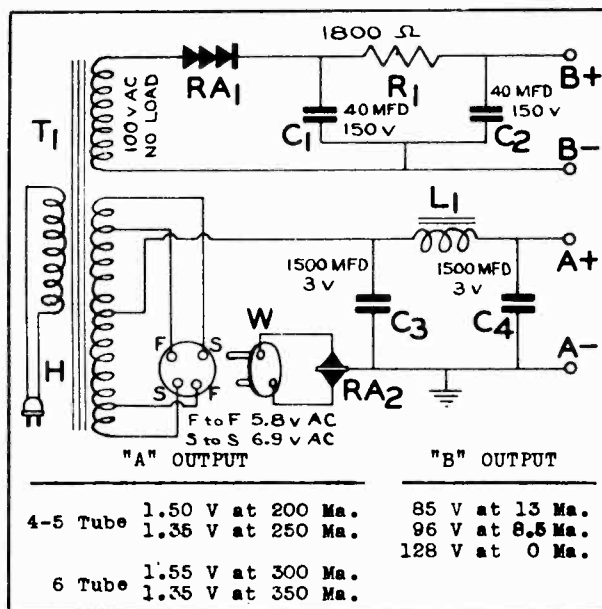 1800 Ω
RA1
R1
B+
100 V AC
NO LOAD
40 MFD
150 V
C1
40 MFD
150 V
C2
B-
T1
L1
A+
1500 MFD
3 V
C3
1500 MFD
3 V
C4
H
F
S
S
F
W
RA2
A-
F to F 5.8 V AC
S to S 6.9 V AC
"A" OUTPUT
4-5 Tube 1.50 V at 200 Ma.
1.35 V at 250 Ma.
6 Tube 1.55 V at 300 Ma.
1.35 V at 350 Ma.
"B" OUTPUT
85 V at 13 Ma.
96 V at 8.5 Ma.
128 V at 0 Ma.